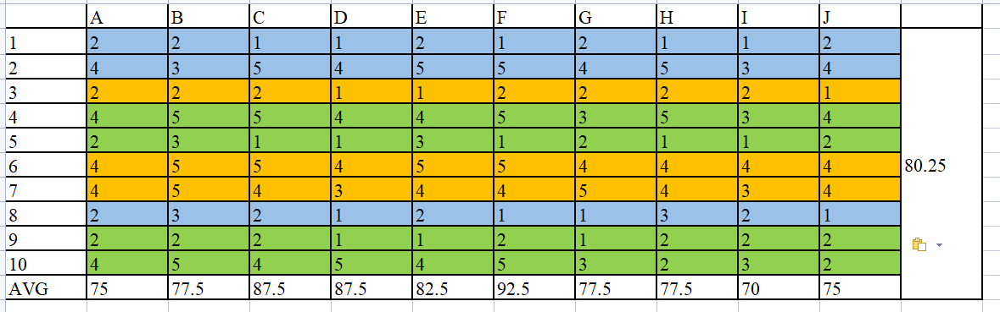 A B C D E F G H I J
1 2 2 1 1 2 1 2 1 1 2
2 4 3 5 4 5 5 4 5 3 4
3 2 2 2 1 1 2 2 2 2 1
4 4 5 5 4 4 5 3 5 3 4
5 2 3 1 1 3 1 2 1 1 2
6 4 5 5 4 5 5 4 4 4 4 80.25
7 4 5 4 3 4 4 5 4 3 4
8 2 3 2 1 2 1 1 3 2 1
9 2 2 2 1 1 2 1 2 2 2
10 4 5 4 5 4 5 3 2 3 2
AVG 75 77.5 87.5 87.5 82.5 92.5 77.5 77.5 70 75